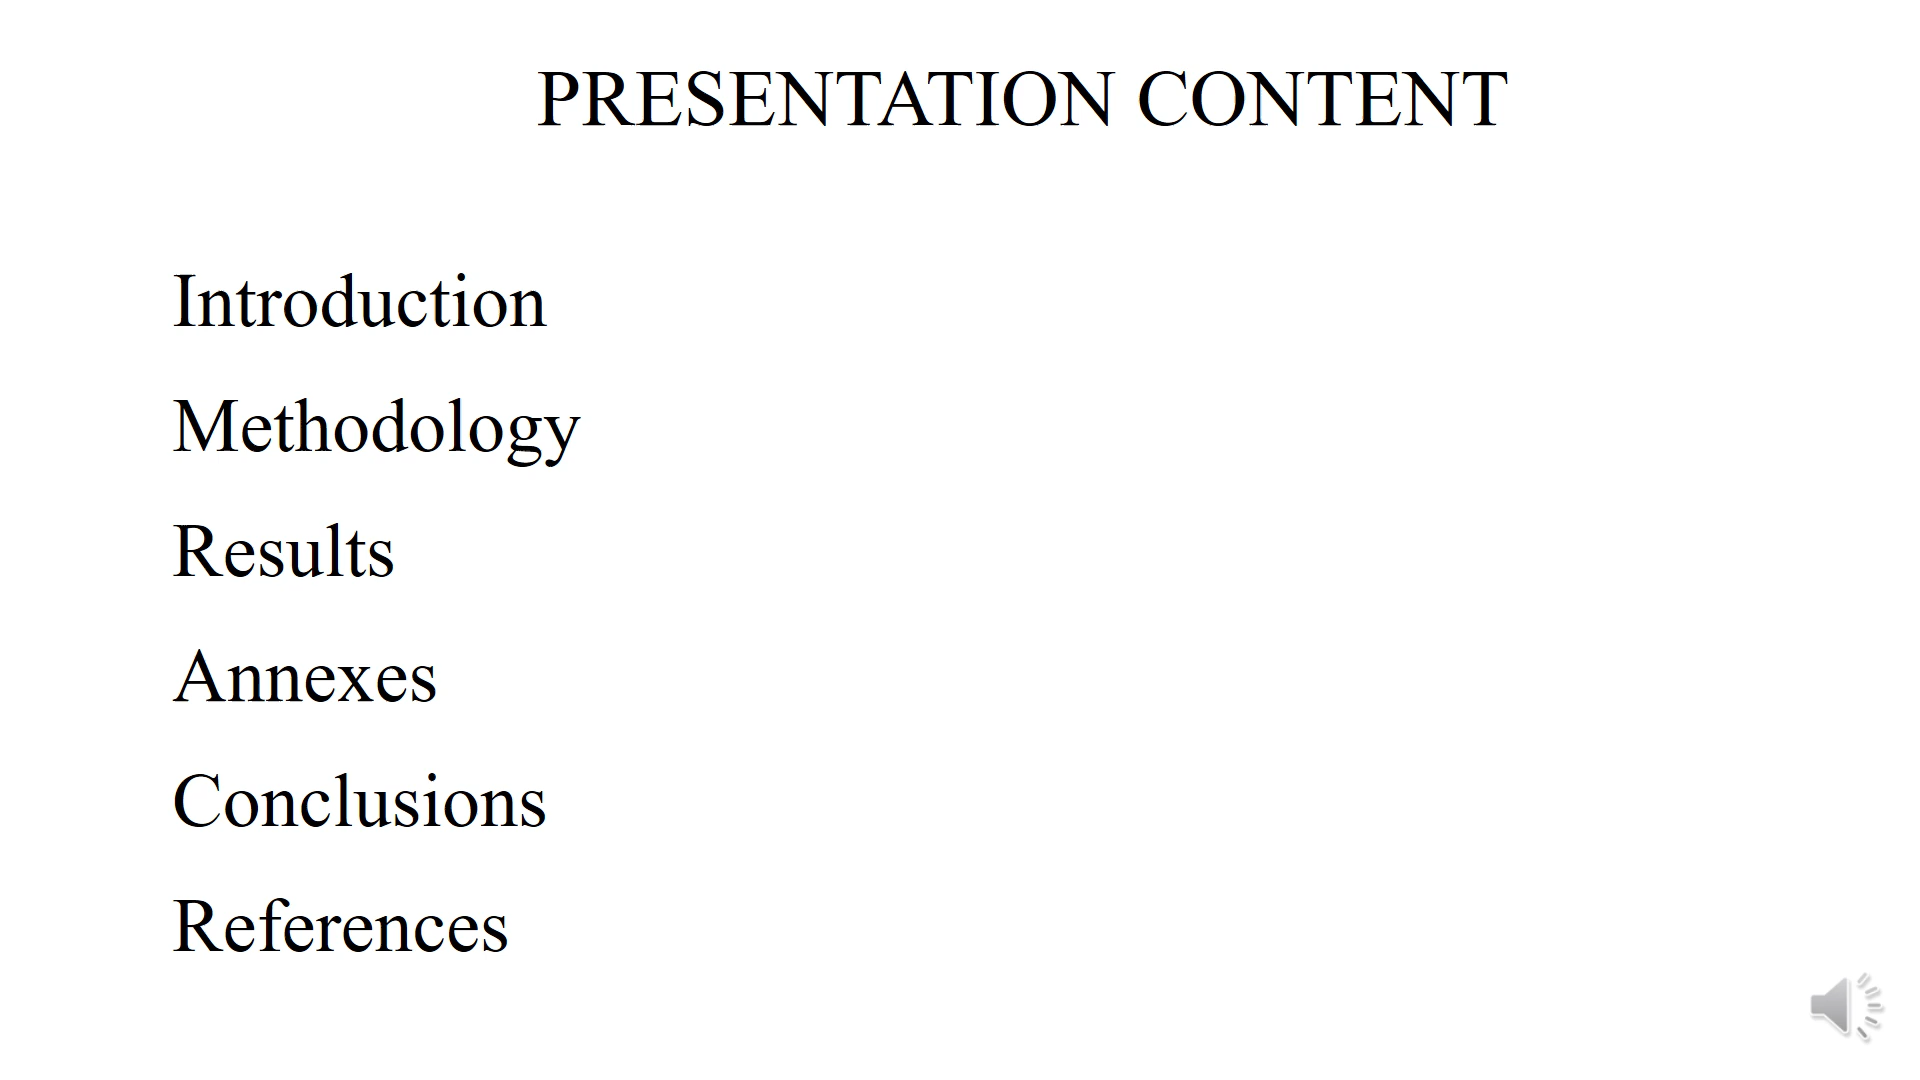 PRESENTATION CONTENT
Introduction
Methodology
Results
Annexes
Conclusions
References